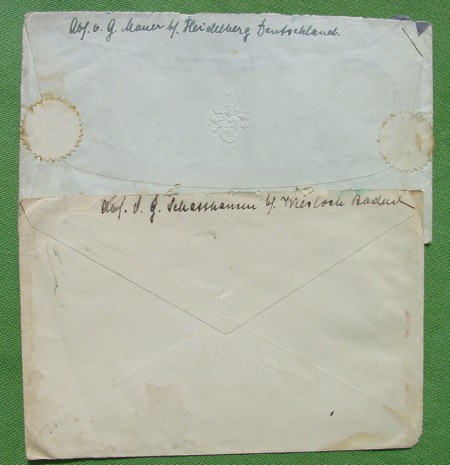 Abs. v. G. Mauer b/. Heidelberg Deutschland.
Abs. v. G. Schatthausen b/. Wiesloch Baden